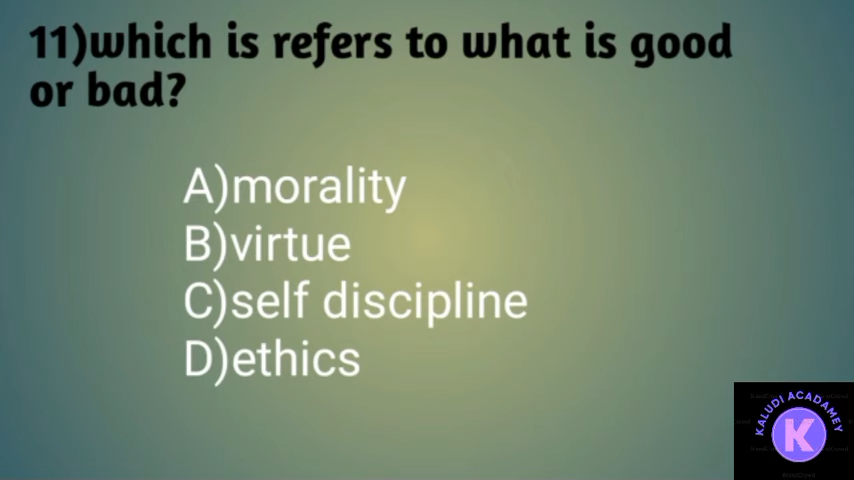 11)which is refers to what is good
or bad?
A)morality
B)virtue
C)self discipline
D)ethics
KALUDI ACADAMEY
K